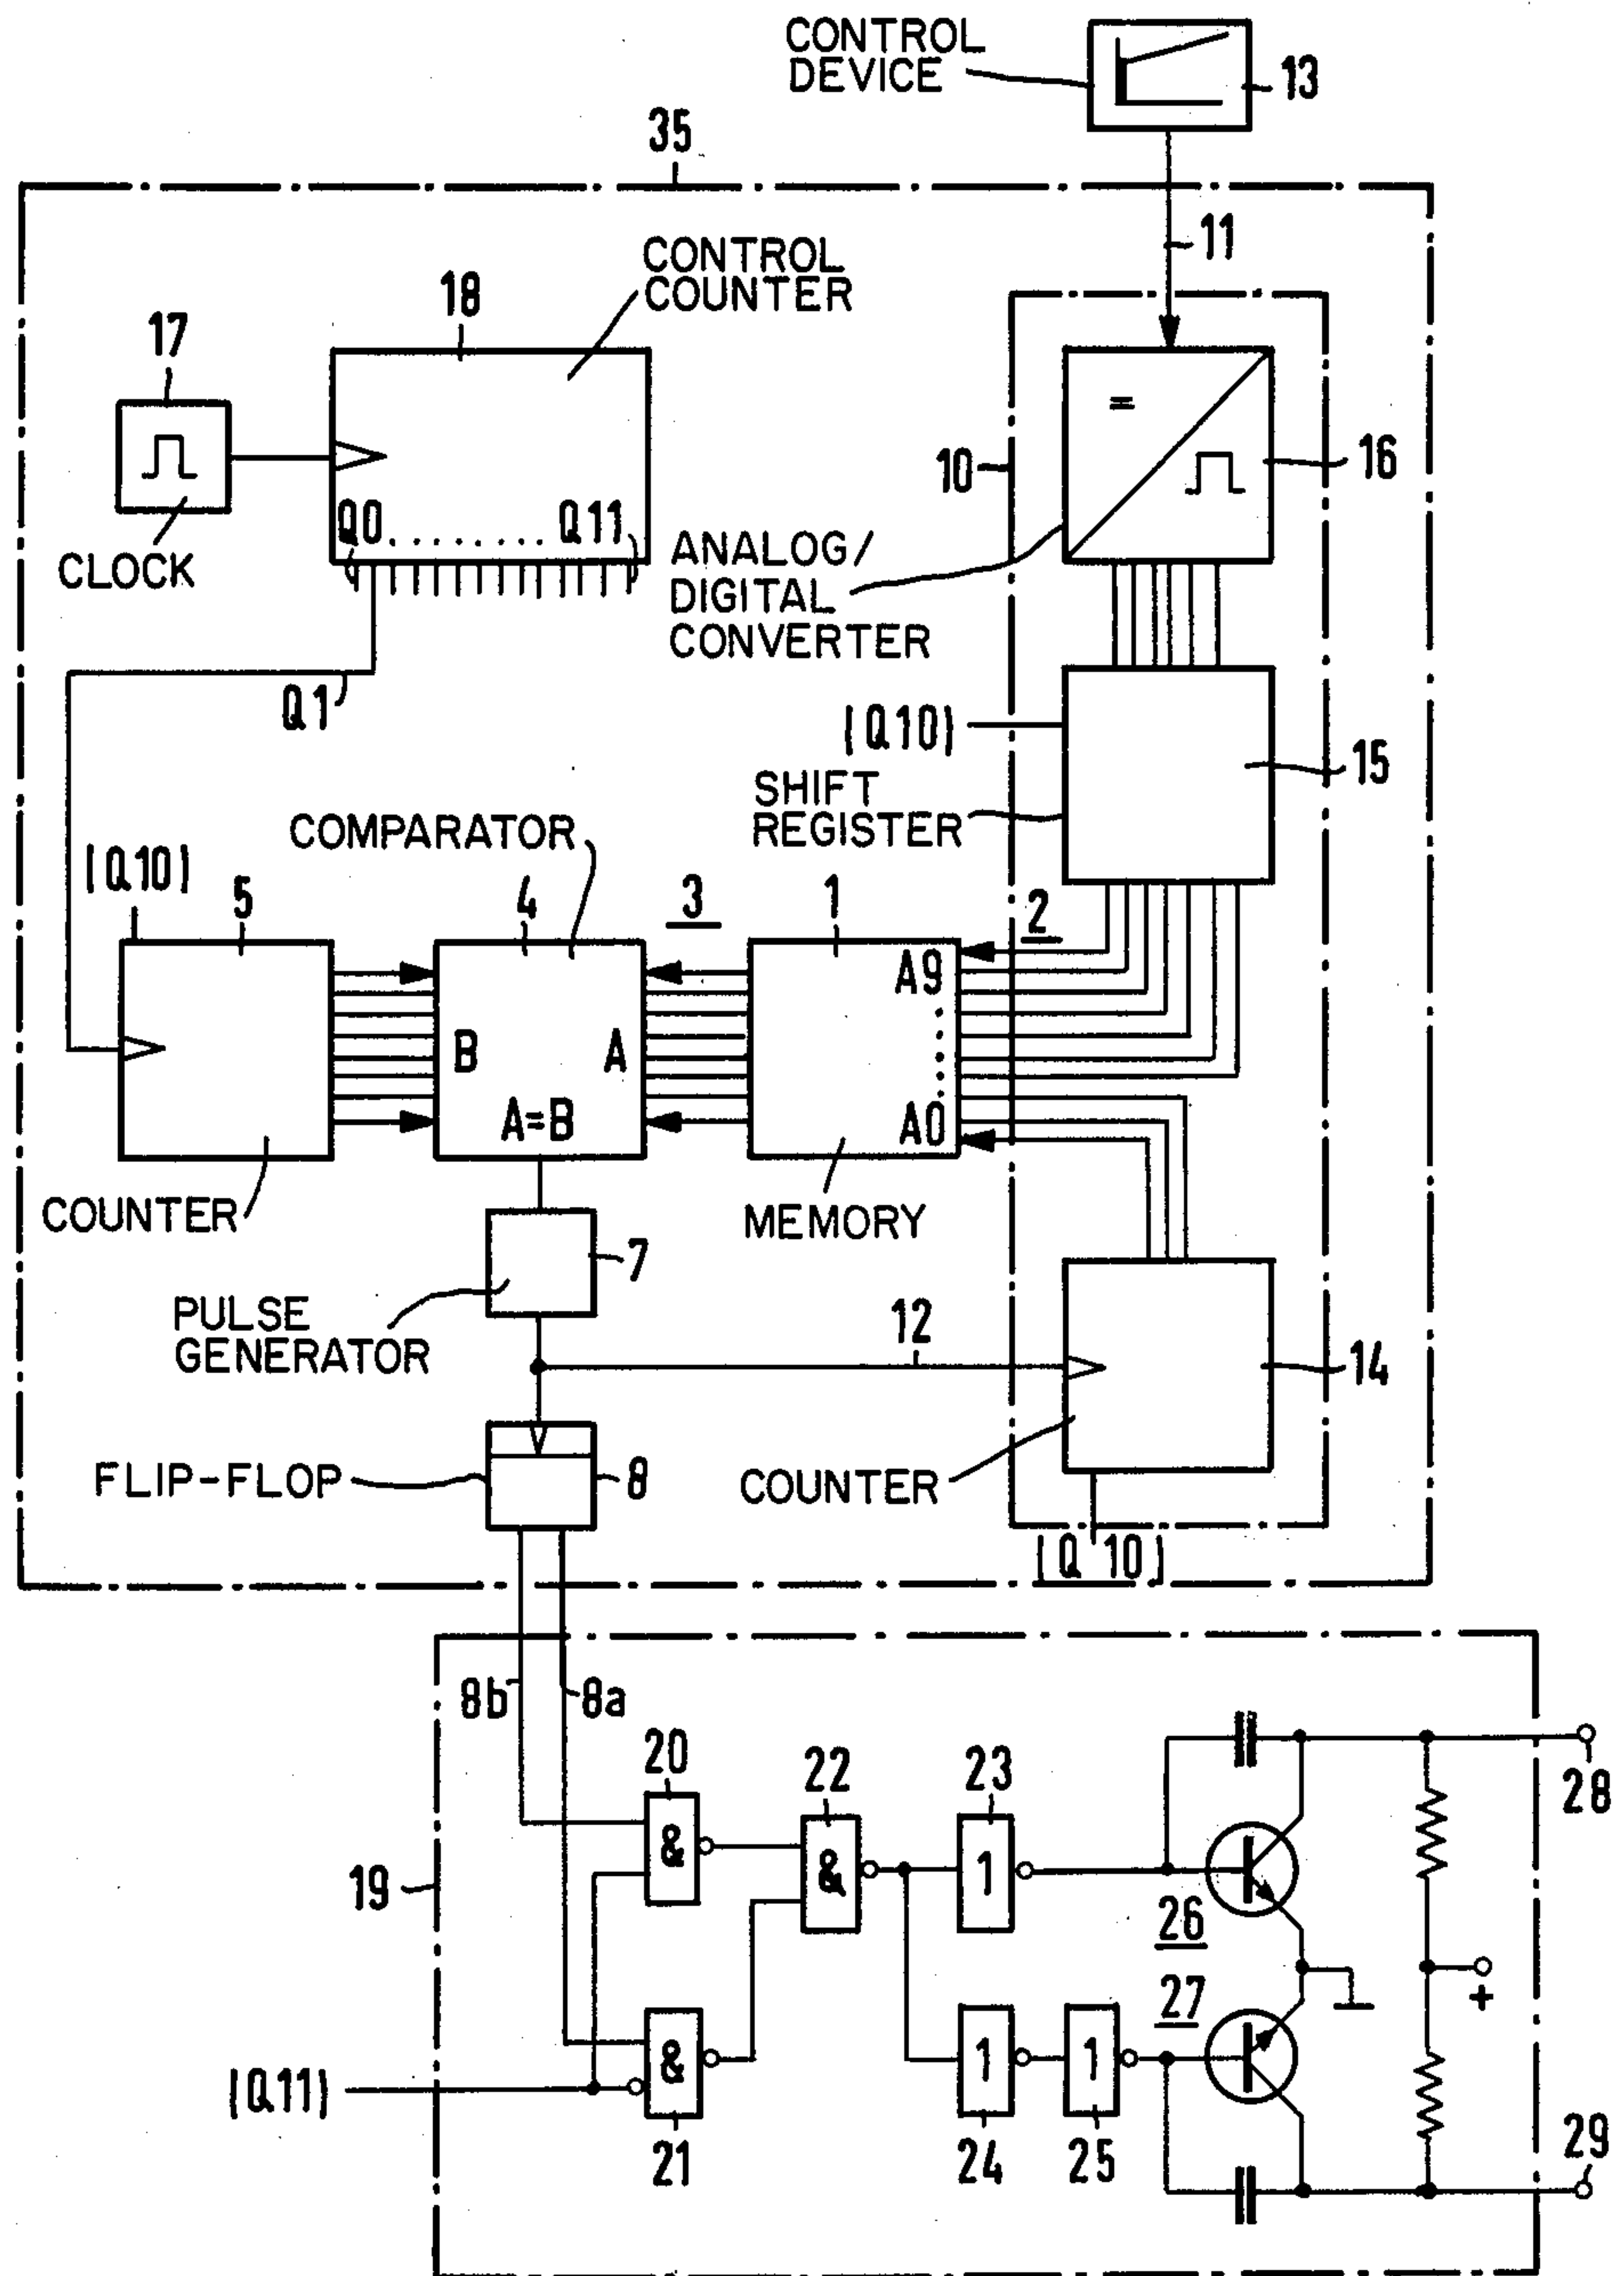 CONTROL
DEVICE
13
35
11
CONTROL
COUNTER
18
17
10
=
16
Q0........Q11
CLOCK
ANALOG/
DIGITAL
CONVERTER
Q1
(Q10)
15
SHIFT
REGISTER
COMPARATOR
(Q10)
5
4
3
1
2
A9
B
A
A=B
A0
COUNTER
MEMORY
7
PULSE
GENERATOR
12
14
FLIP-FLOP
8
COUNTER
(Q 10)
8b
8a
20
22
23
28
&
&
1
19
26
+
27
&
1
1
(Q11)
21
24
25
29